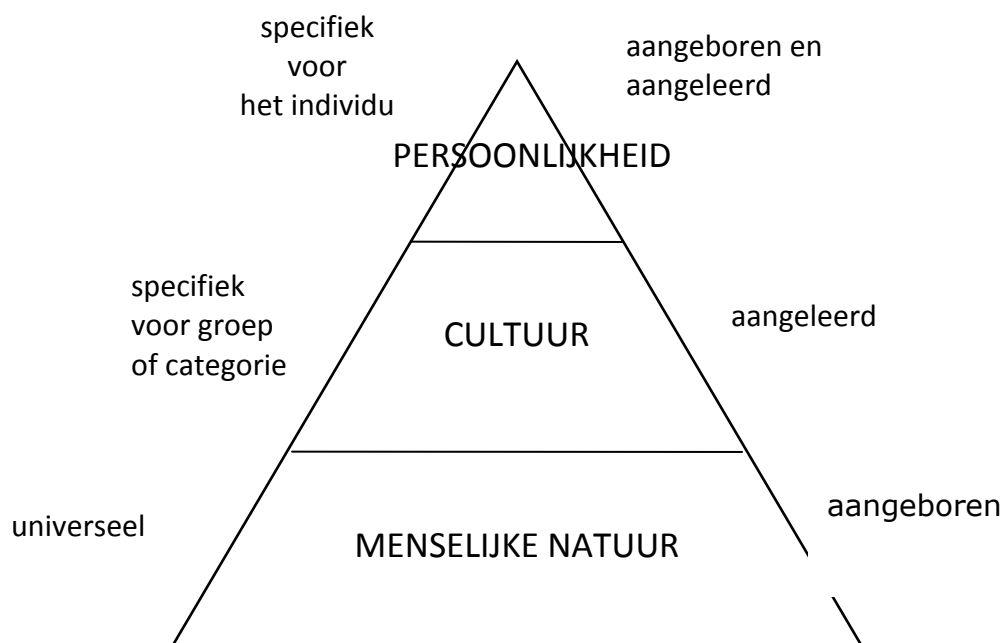 specifiek
voor
het individu
aangeboren en
aangeleerd
PERSOONLIJKHEID
specifiek
voor groep
of categorie
CULTUUR
aangeleerd
universeel
MENSELIJKE NATUUR
aangeboren